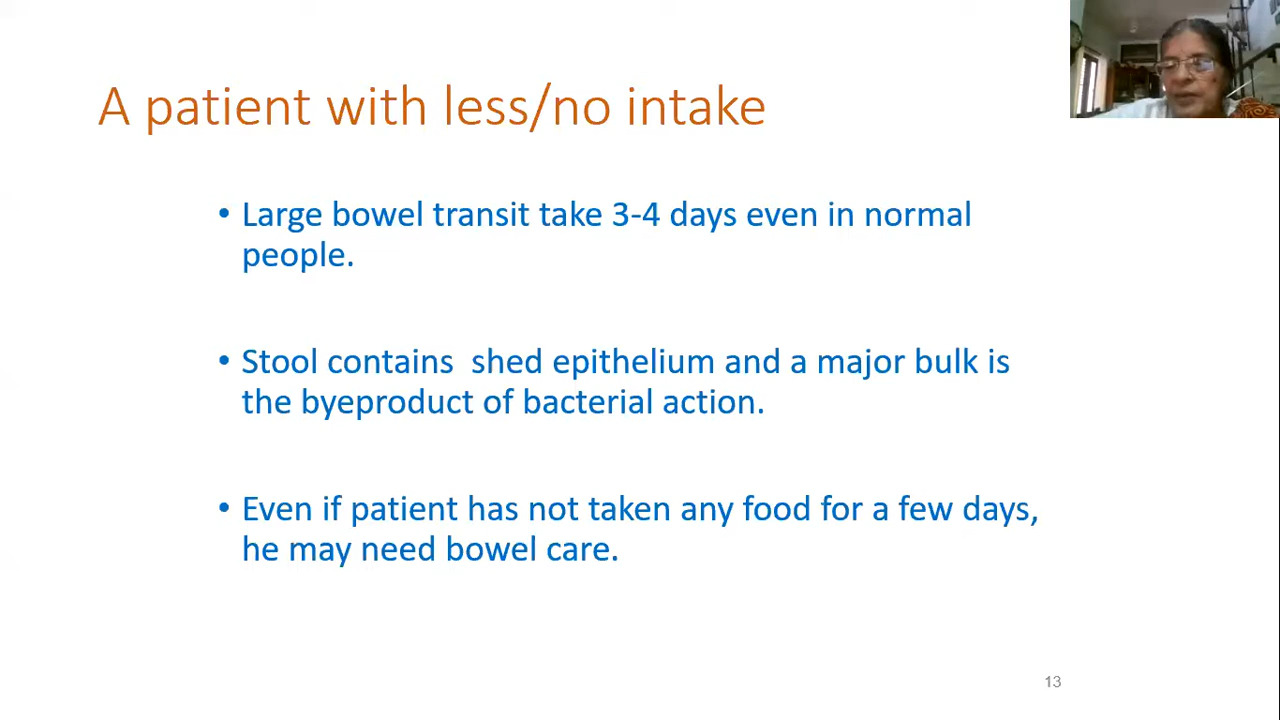 A patient with less/no intake
• Large bowel transit take 3-4 days even in normal
people.
• Stool contains  shed epithelium and a major bulk is
the byeproduct of bacterial action.
• Even if patient has not taken any food for a few days,
he may need bowel care.
13